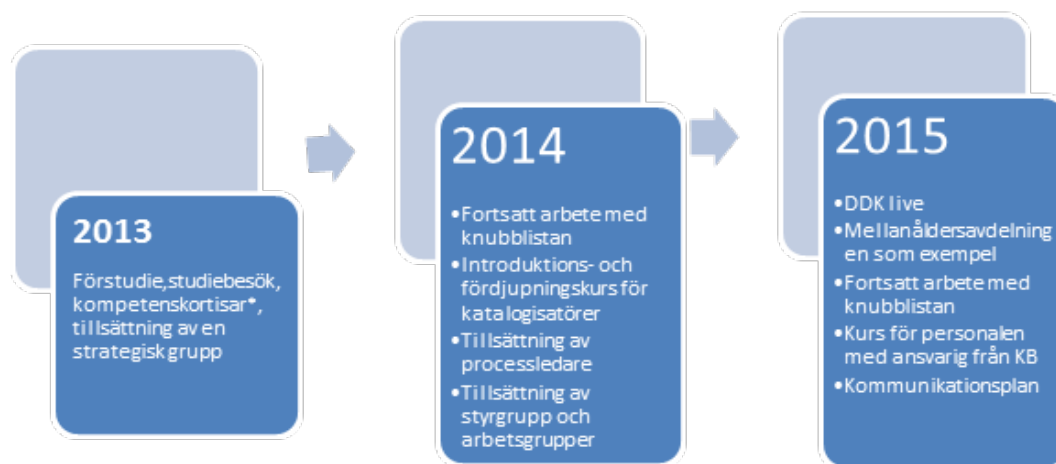 2013
Förstudie,studiebesök,
kompetenskortisar*,
tillsättning av en
strategisk grupp
2014
•Fortsatt arbete med
knubblistan
•Introduktions- och
fördjupningskurs för
katalogisatörer
•Tillsättning av
processledare
•Tillsättning av
styrgrupp och
arbetsgrupper
2015
•DDK live
•Mellanåldersavdelning
en som exempel
•Fortsatt arbete med
knubblistan
•Kurs för personalen
med ansvarig från KB
•Kommunikationsplan